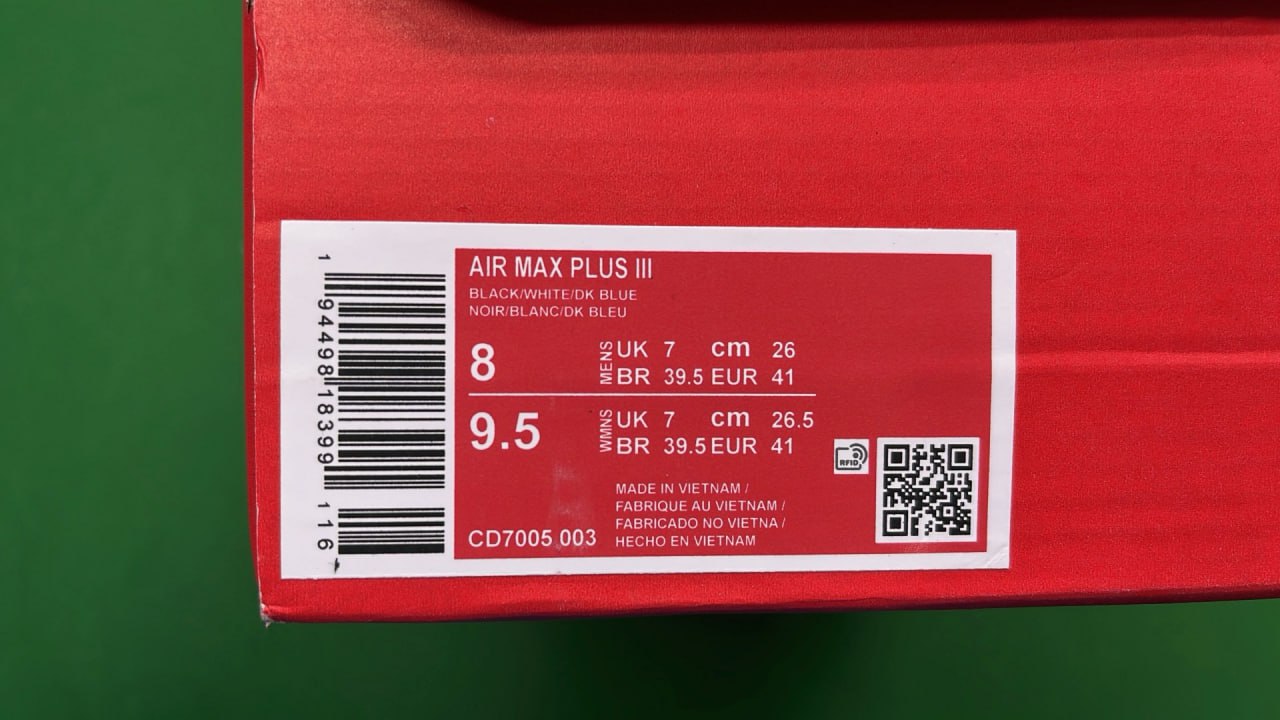 AIR MAX PLUS III
BLACK/WHITE/DK BLUE
NOIR/BLANC/DK BLEU
8
MENS
UK 7 cm 26
BR 39.5 EUR 41
9.5
WMNS
UK 7 cm 26.5
BR 39.5 EUR 41
RFID
MADE IN VIETNAM /
FABRIQUE AU VIETNAM /
FABRICADO NO VIETNA /
HECHO EN VIETNAM
CD7005 003
1 94498 18399 1 16